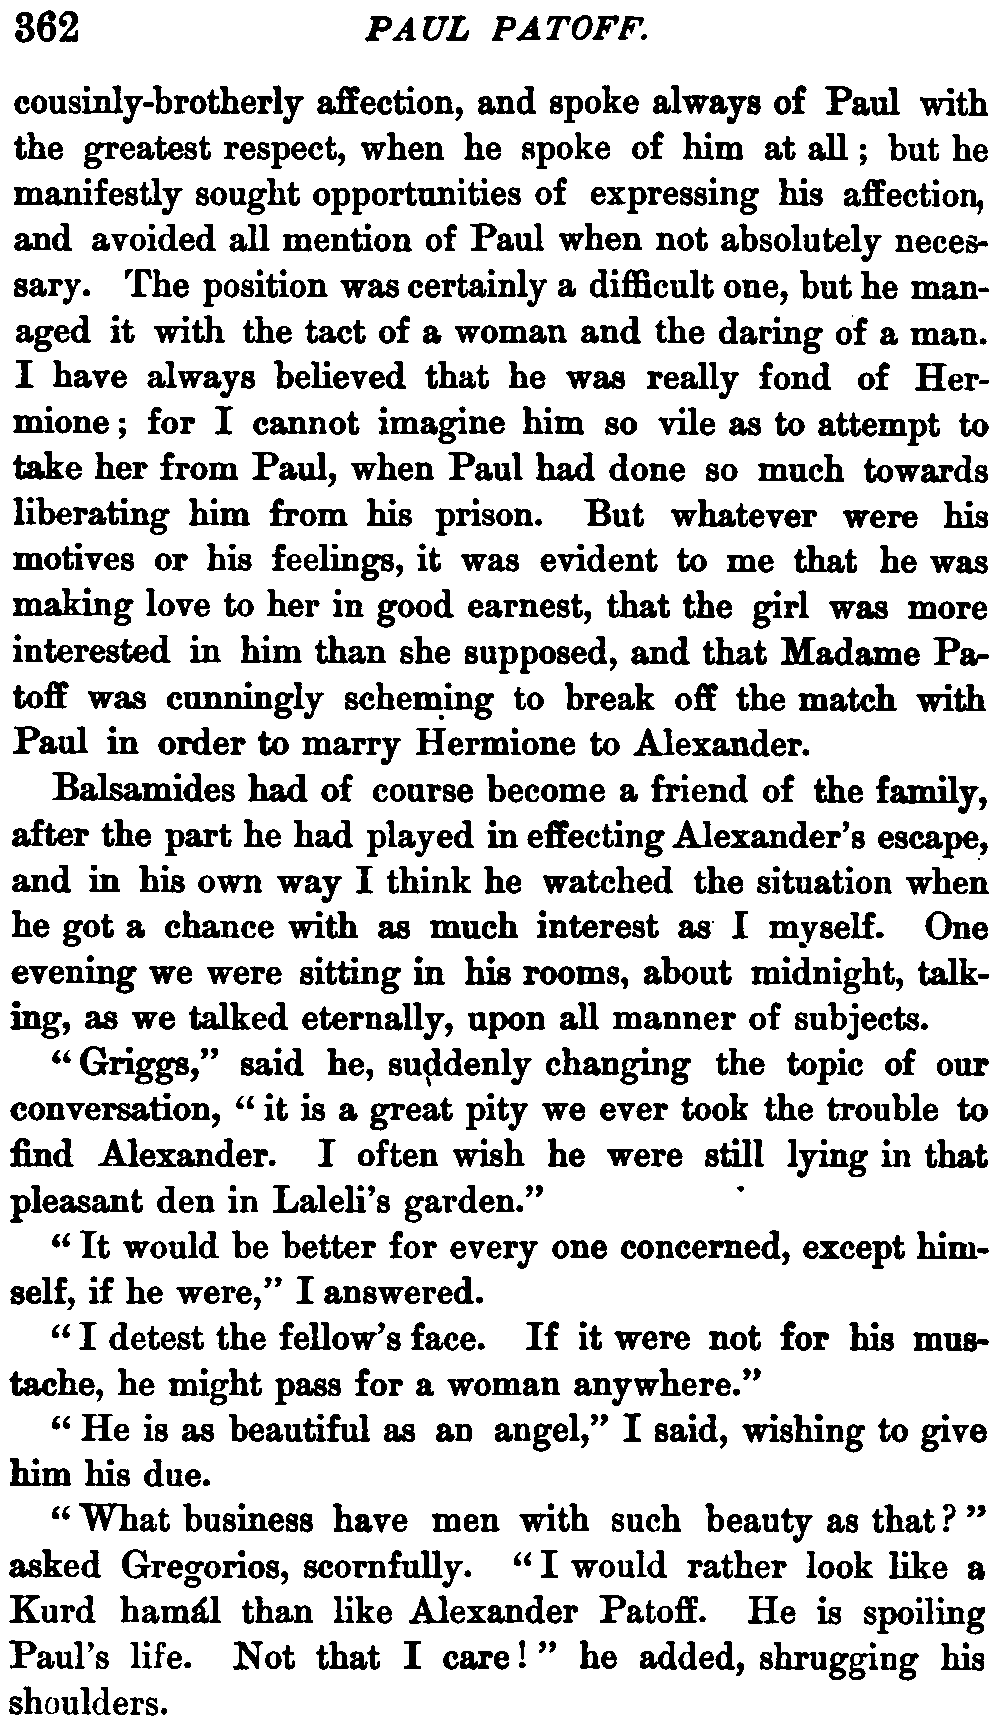 362 PAUL PATOFF.
cousinly-brotherly affection, and spoke always of Paul with
the greatest respect, when he spoke of him at all; but he
manifestly sought opportunities of expressing his affection,
and avoided all mention of Paul when not absolutely neces-
sary. The position was certainly a difficult one, but he man-
aged it with the tact of a woman and the daring of a man.
I have always believed that he was really fond of Her-
mione; for I cannot imagine him so vile as to attempt to
take her from Paul, when Paul had done so much towards
liberating him from his prison. But whatever were his
motives or his feelings, it was evident to me that he was
making love to her in good earnest, that the girl was more
interested in him than she supposed, and that Madame Pa-
toff was cunningly scheming to break off the match with
Paul in order to marry Hermione to Alexander.
Balsamides had of course become a friend of the family,
after the part he had played in effecting Alexander's escape,
and in his own way I think he watched the situation when
he got a chance with as much interest as I myself. One
evening we were sitting in his rooms, about midnight, talk-
ing, as we talked eternally, upon all manner of subjects.
"Griggs," said he, suddenly changing the topic of our
conversation, "it is a great pity we ever took the trouble to
find Alexander. I often wish he were still lying in that
pleasant den in Laleli's garden."
"It would be better for every one concerned, except him-
self, if he were," I answered.
"I detest the fellow's face. If it were not for his mus-
tache, he might pass for a woman anywhere."
"He is as beautiful as an angel," I said, wishing to give
him his due.
"What business have men with such beauty as that?"
asked Gregorios, scornfully. "I would rather look like a
Kurd hamál than like Alexander Patoff. He is spoiling
Paul's life. Not that I care!" he added, shrugging his
shoulders.